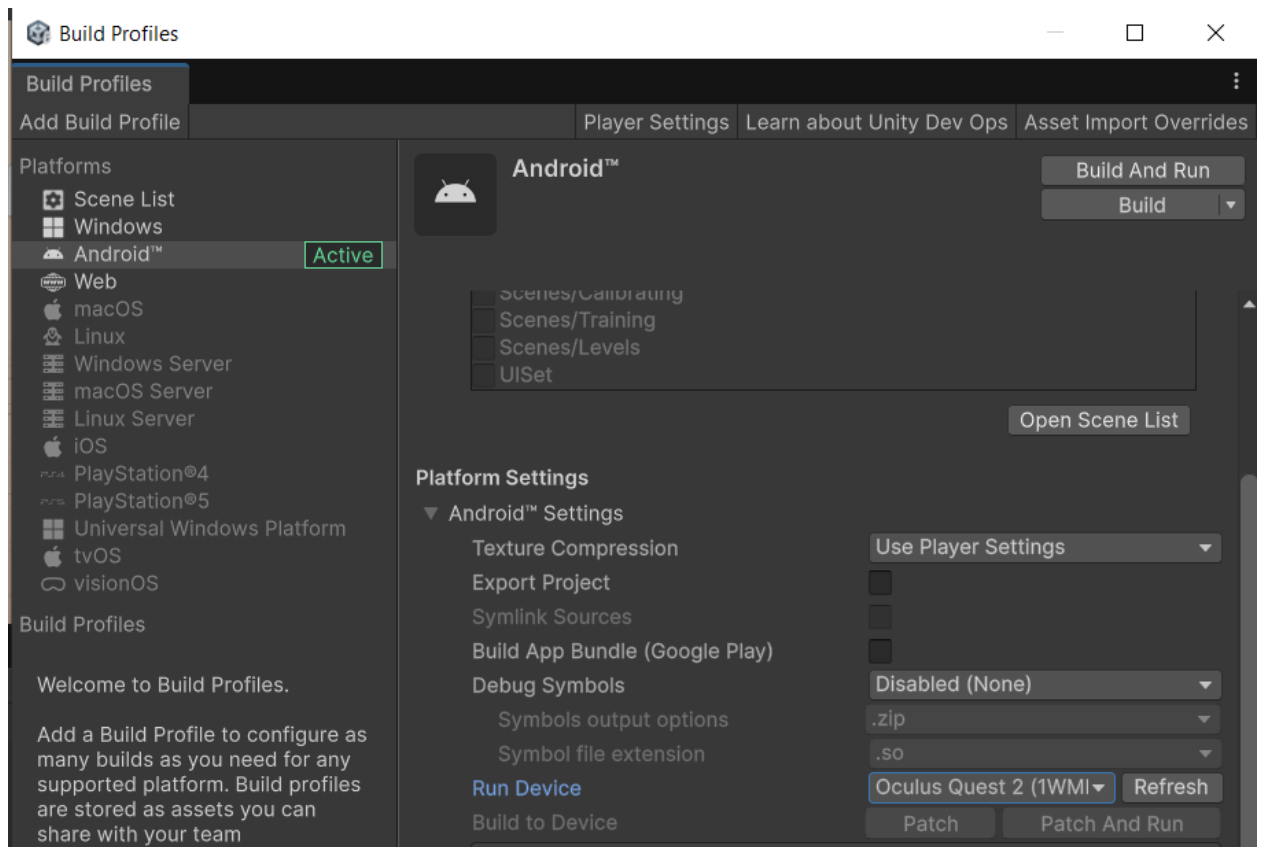 Build Profiles
Build Profiles
Add Build Profile
Player Settings
Learn about Unity Dev Ops
Asset Import Overrides
Platforms
Scene List
Windows
Android™
Active
Web
macOS
Linux
Windows Server
macOS Server
Linux Server
iOS
PlayStation®4
PlayStation®5
Universal Windows Platform
tvOS
visionOS
Build Profiles
Welcome to Build Profiles.
Add a Build Profile to configure as
many builds as you need for any
supported platform. Build profiles
are stored as assets you can
share with your team
Android™
Build And Run
Build
Scenes/Calibrating
Scenes/Training
Scenes/Levels
UISet
Open Scene List
Platform Settings
Android™ Settings
Texture Compression
Use Player Settings
Export Project
Symlink Sources
Build App Bundle (Google Play)
Debug Symbols
Disabled (None)
Symbols output options
.zip
Symbol file extension
.so
Run Device
Oculus Quest 2 (1WMI
Refresh
Build to Device
Patch
Patch And Run